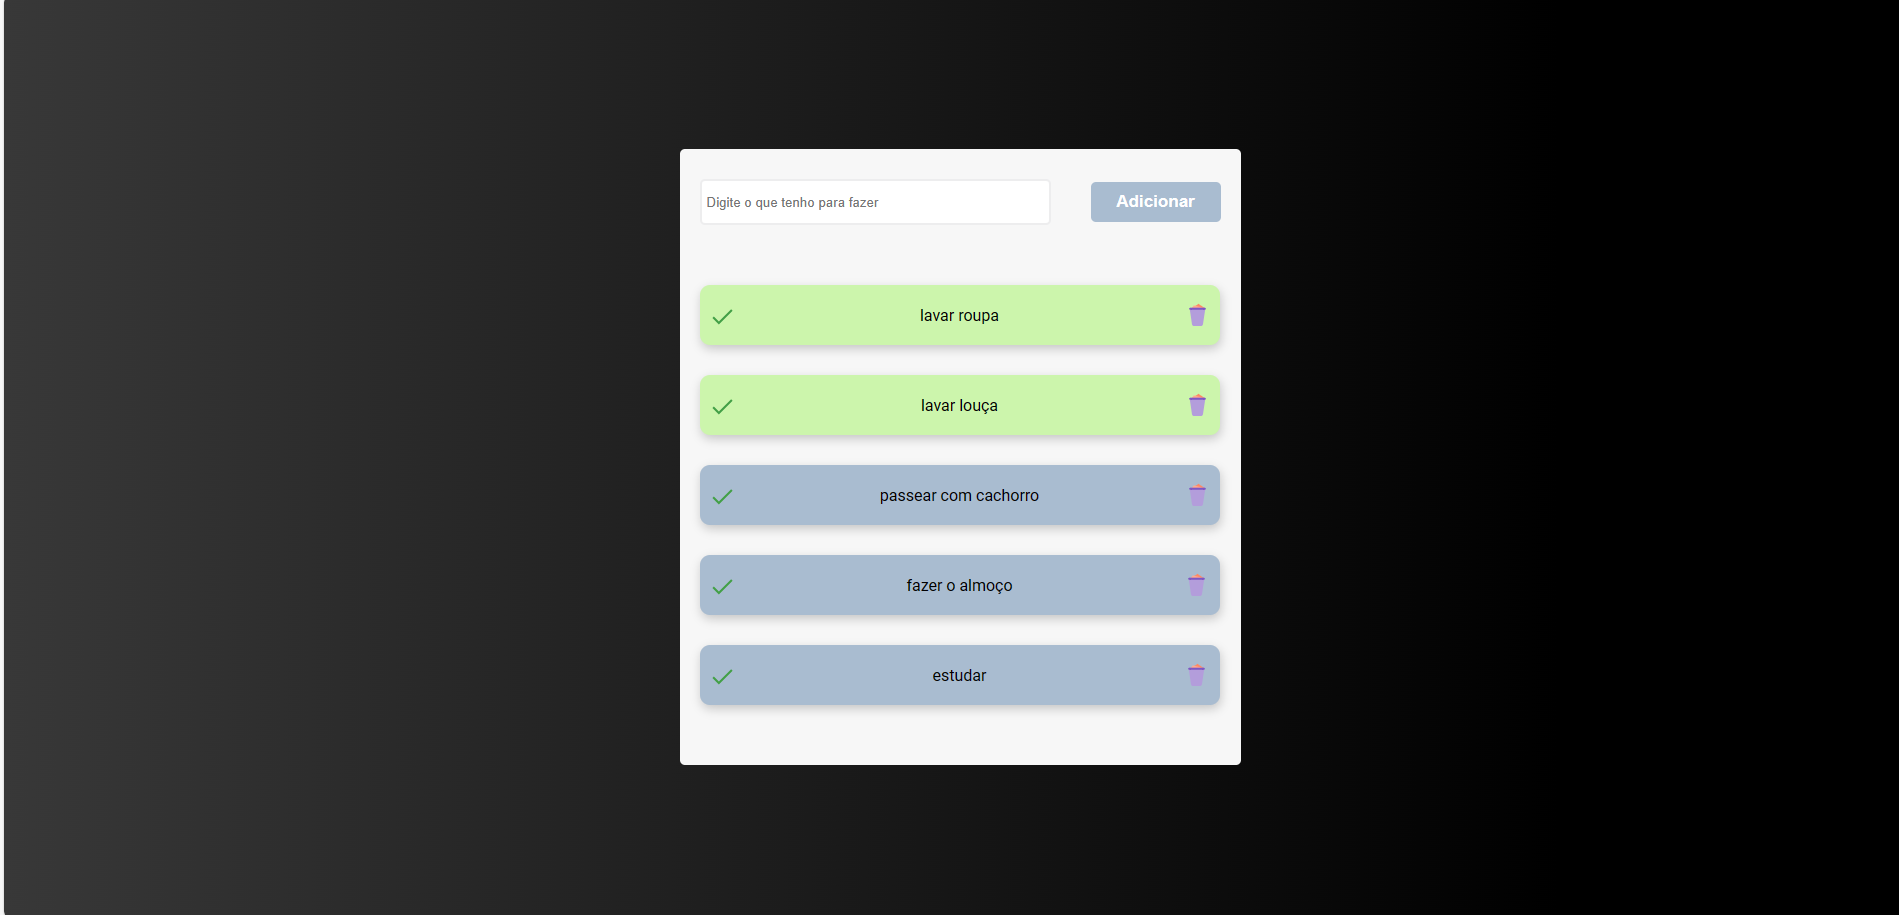 Digite o que tenho para fazer
Adicionar
lavar roupa
lavar louça
passear com cachorro
fazer o almoço
estudar